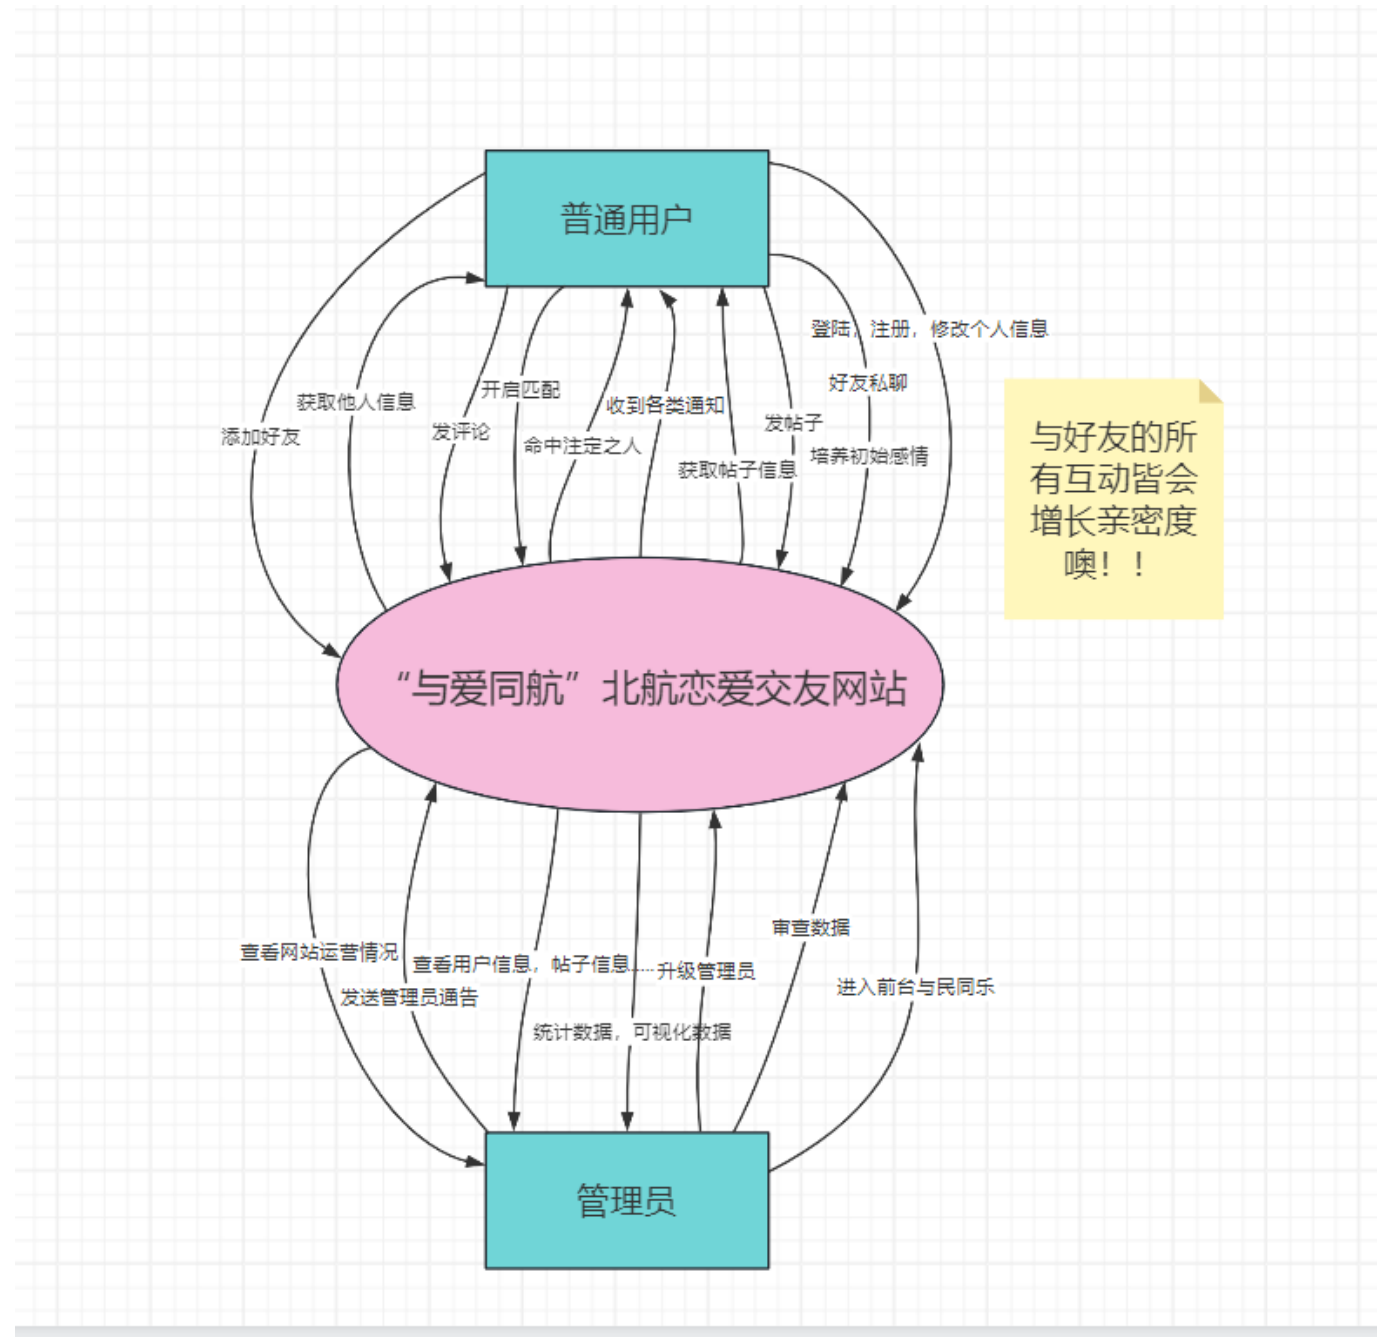 普通用户
登陆，注册，修改个人信息
好友私聊
开启匹配
获取他人信息
收到各类通知
发帖子
添加好友
发评论
命中注定之人
培养初始感情
获取帖子信息
与好友的所
有互动皆会
增长亲密度
噢！！
“与爱同航”北航恋爱交友网站
审查数据
查看网站运营情况
查看用户信息，帖子信息......
升级管理员
进入前台与民同乐
发送管理员通告
统计数据，可视化数据
管理员